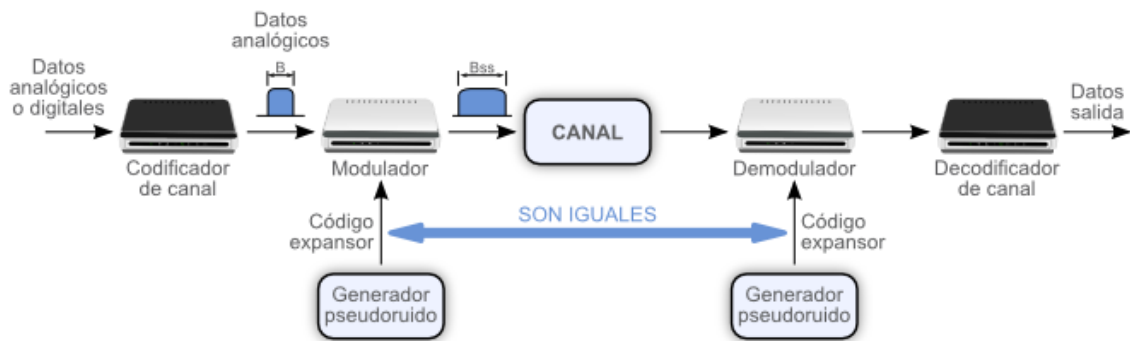 Datos
analógicos
Datos
analógicos
o digitales
B
Bss
CANAL
Datos
salida
Codificador
de canal
Modulador
Demodulador
Decodificador
de canal
Código
expansor
SON IGUALES
Código
expansor
Generador
pseudoruido
Generador
pseudoruido